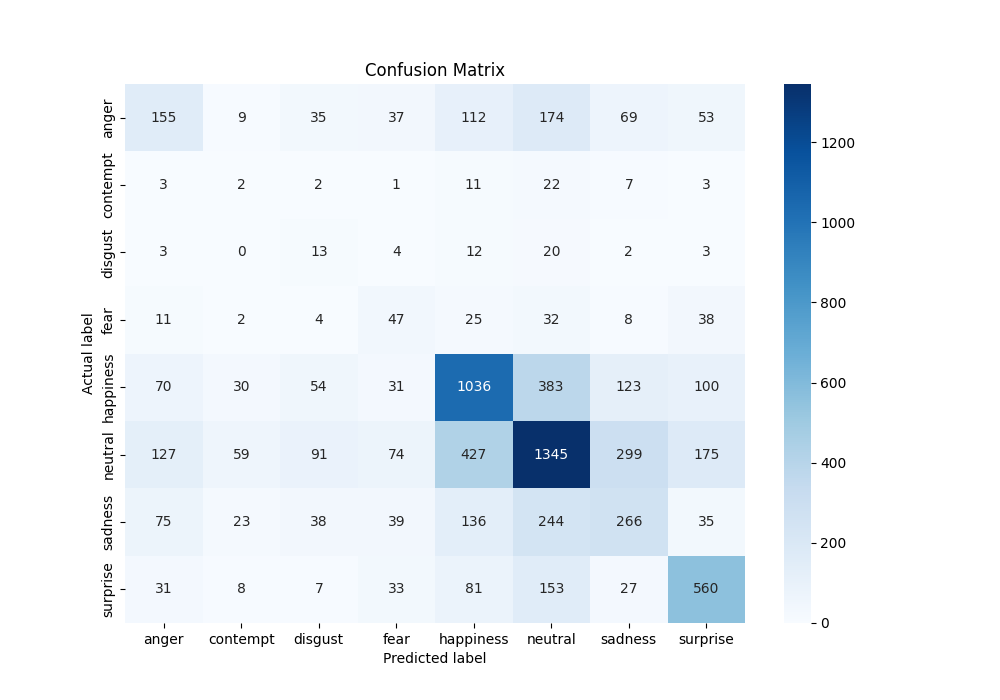 Confusion Matrix
Actual label
anger 155 9 35 37 112 174 69 53
contempt 3 2 2 1 11 22 7 3
disgust 3 0 13 4 12 20 2 3
fear 11 2 4 47 25 32 8 38
happiness 70 30 54 31 1036 383 123 100
neutral 127 59 91 74 427 1345 299 175
sadness 75 23 38 39 136 244 266 35
surprise 31 8 7 33 81 153 27 560
anger contempt disgust fear happiness neutral sadness surprise
Predicted label
1200
1000
800
600
400
200
0